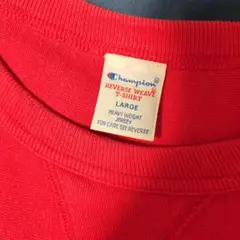 Champion®
REVERSE WEAVE
T-SHIRT
LARGE
HEAVY WEIGHT
JERSEY
FOR CARE SEE REVERSE